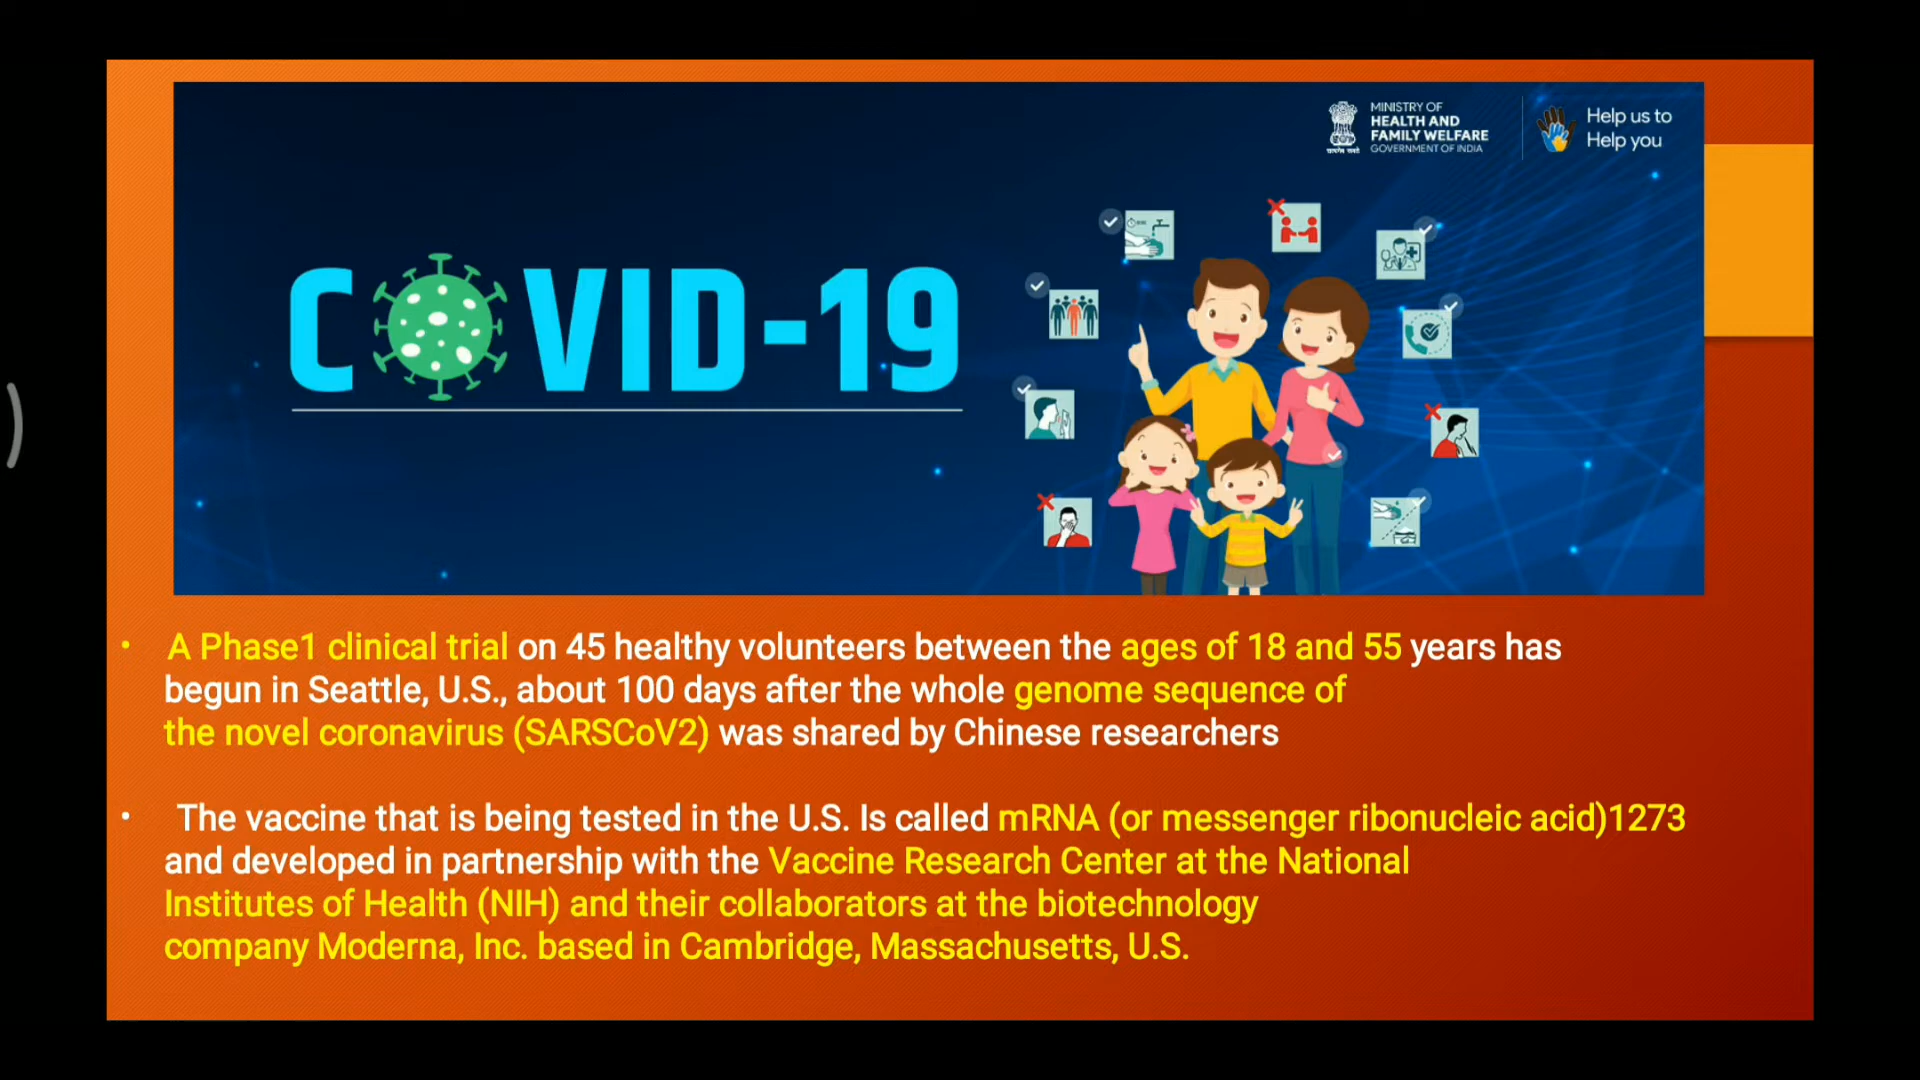 MINISTRY OF
HEALTH AND
FAMILY WELFARE
GOVERNMENT OF INDIA
सत्यमेव जयते
Help us to
Help you
COVID-19
• A Phase1 clinical trial on 45 healthy volunteers between the ages of 18 and 55 years has
begun in Seattle, U.S., about 100 days after the whole genome sequence of
the novel coronavirus (SARSCoV2) was shared by Chinese researchers
• The vaccine that is being tested in the U.S. Is called mRNA (or messenger ribonucleic acid)1273
and developed in partnership with the Vaccine Research Center at the National
Institutes of Health (NIH) and their collaborators at the biotechnology
company Moderna, Inc. based in Cambridge, Massachusetts, U.S.